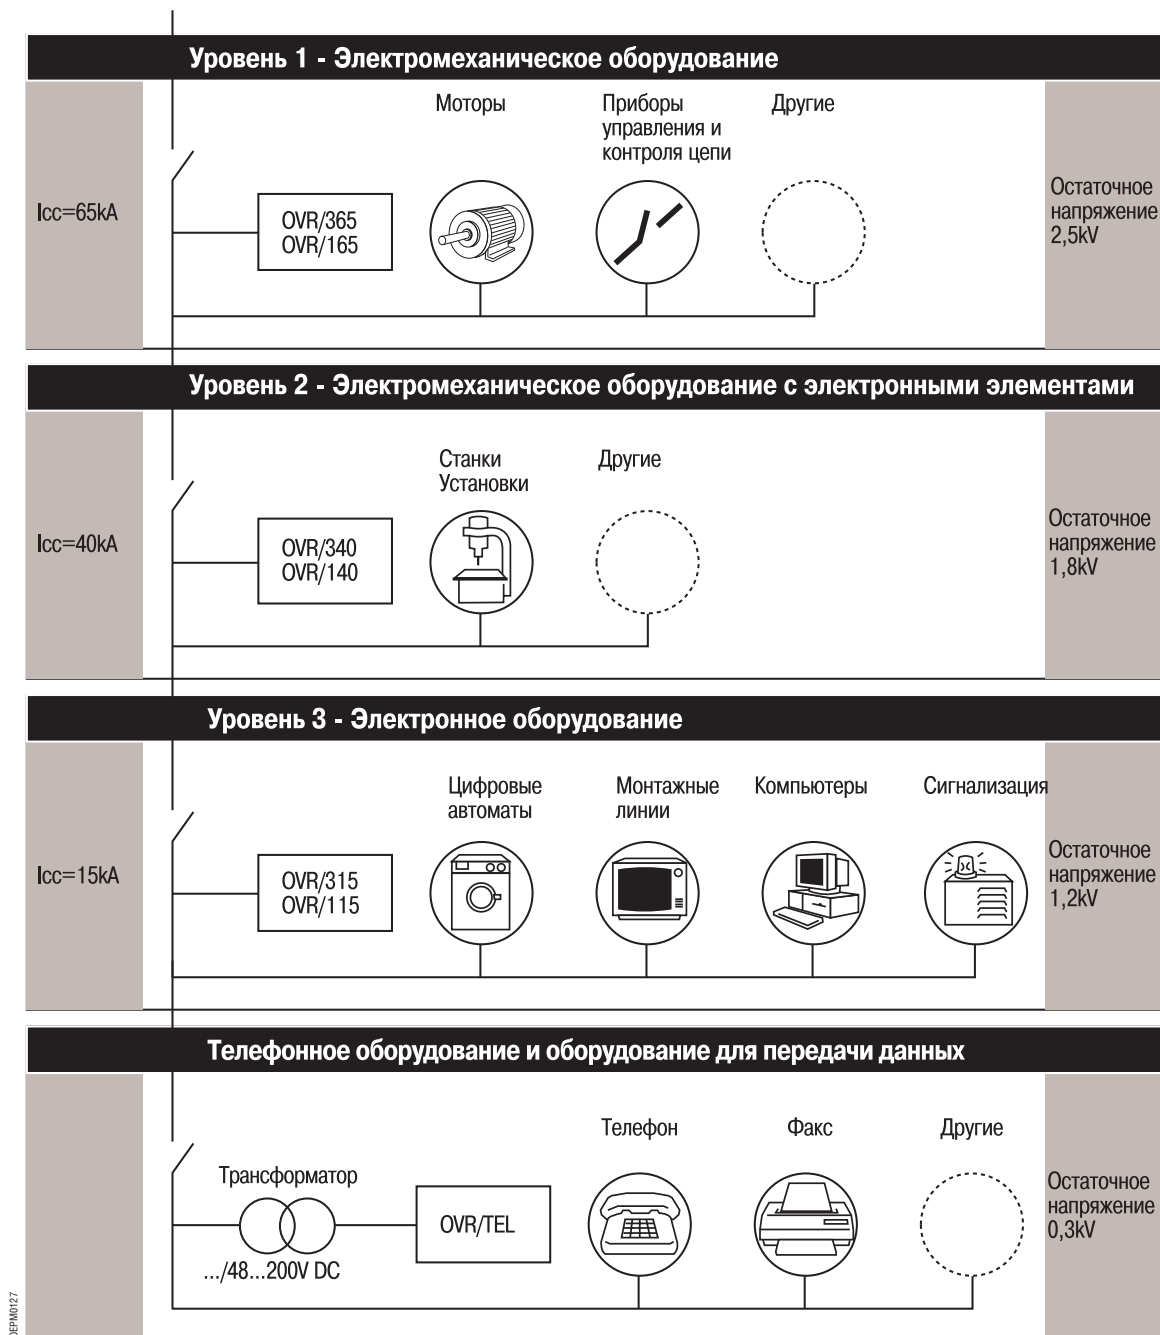 Уровень 1 - Электромеханическое оборудование
Моторы
Приборы
управления и
контроля цепи
Другие
Icc=65kA
OVR/365
OVR/165
Остаточное
напряжение
2,5kV
Уровень 2 - Электромеханическое оборудование с электронными элементами
Станки
Установки
Другие
Icc=40kA
OVR/340
OVR/140
Остаточное
напряжение
1,8kV
Уровень 3 - Электронное оборудование
Цифровые
автоматы
Монтажные
линии
Компьютеры
Сигнализация
Icc=15kA
OVR/315
OVR/115
Остаточное
напряжение
1,2kV
Телефонное оборудование и оборудование для передачи данных
Телефон
Факс
Другие
Трансформатор
.../48...200V DC
OVR/TEL
Остаточное
напряжение
0,3kV